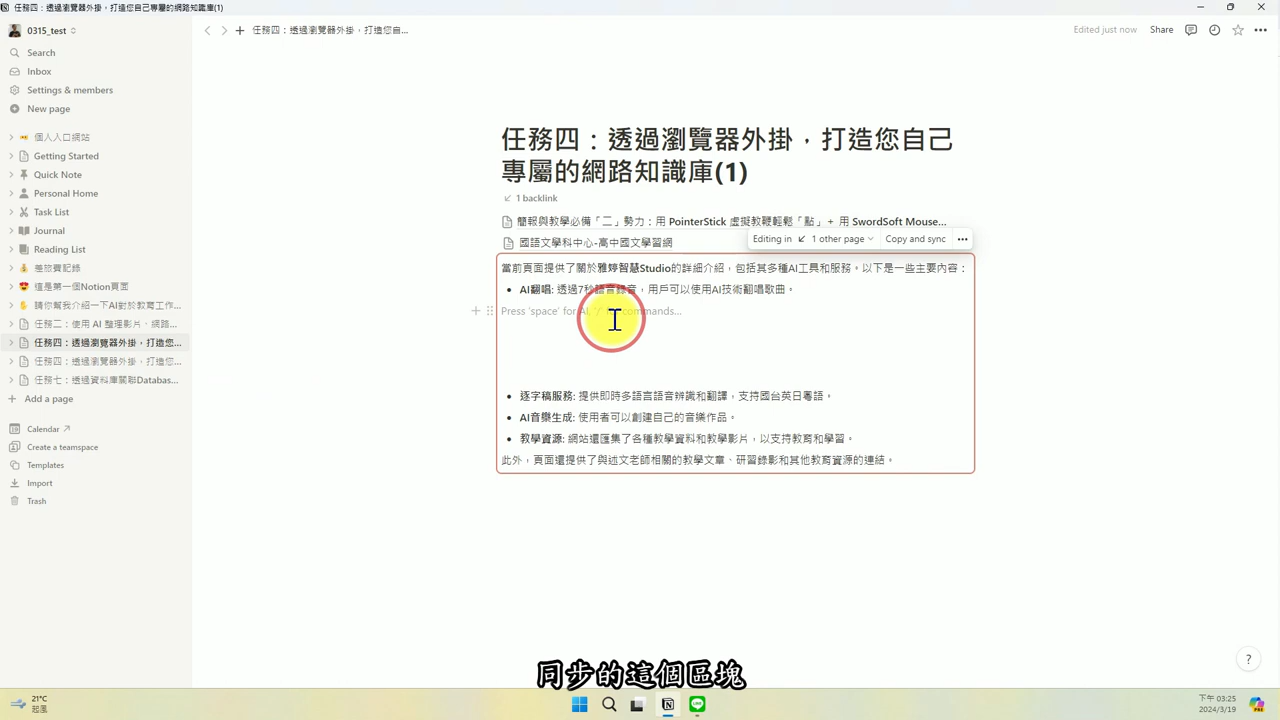 任務四：透過瀏覽器外掛，打造您自己專屬的網路知識庫(1)
0315_test
任務四：透過瀏覽器外掛，打造您自...
Edited just now
Share
Search
Inbox
Settings & members
New page
個人入口網站
Getting Started
Quick Note
Personal Home
Task List
Journal
Reading List
差旅費記錄
這是第一個Notion頁面
請你幫我介紹一下AI對於教育工作...
任務二：使用 AI 整理影片、網路...
任務四：透過瀏覽器外掛，打造您...
任務四：透過瀏覽器外掛，打造您...
任務七：透過資料庫關聯Databas...
Add a page
Calendar
Create a teamspace
Templates
Import
Trash
任務四：透過瀏覽器外掛，打造您自己
專屬的網路知識庫(1)
1 backlink
簡報與教學必備「二」勢力：用 PointerStick 虛擬教鞭輕鬆「點」+ 用 SwordSoft Mouse...
國語文學科中心-高中國文學習網
Editing in
1 other page
Copy and sync
當前頁面提供了關於雅婷智慧Studio的詳細介紹，包括其多種AI工具和服務。以下是一些主要內容：
AI翻唱: 透過7秒語音錄音，用戶可以使用AI技術翻唱歌曲。
Press 'space' for AI, '/' for commands...
逐字稿服務: 提供即時多語言語音辨識和翻譯，支持國台英日粵語。
AI音樂生成: 使用者可以創建自己的音樂作品。
教學資源: 網站還匯集了各種教學資料和教學影片，以支持教育和學習。
此外，頁面還提供了與述文老師相關的教學文章、研習錄影和其他教育資源的連結。
?
同步的這個區塊
21°C
起風
下午 03:25
2024/3/19